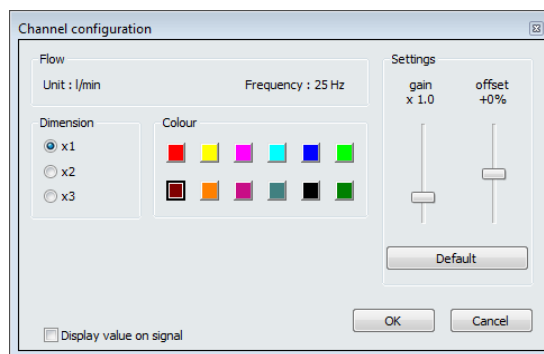 Channel configuration
Flow
Unit : l/min
Frequency : 25 Hz
Dimension
x1
x2
x3
Colour
Settings
gain
x 1.0
offset
+0%
Default
Display value on signal
OK
Cancel